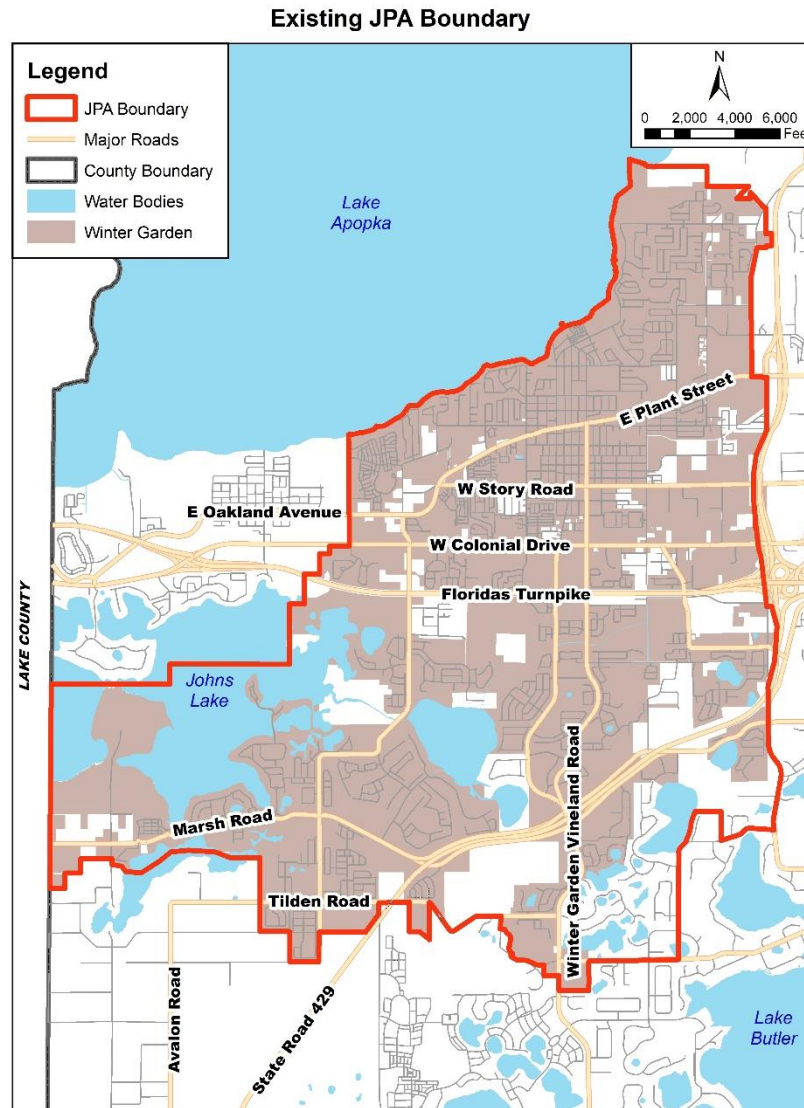 Existing JPA Boundary
Legend
JPA Boundary
Major Roads
County Boundary
Water Bodies
Winter Garden
N
0 2,000 4,000 6,000
Feet
Lake
Apopka
E Plant Street
W Story Road
E Oakland Avenue
W Colonial Drive
Floridas Turnpike
LAKE COUNTY
Johns
Lake
Marsh Road
Winter Garden Vineland Road
Tilden Road
Avalon Road
State Road 429
Lake
Butler